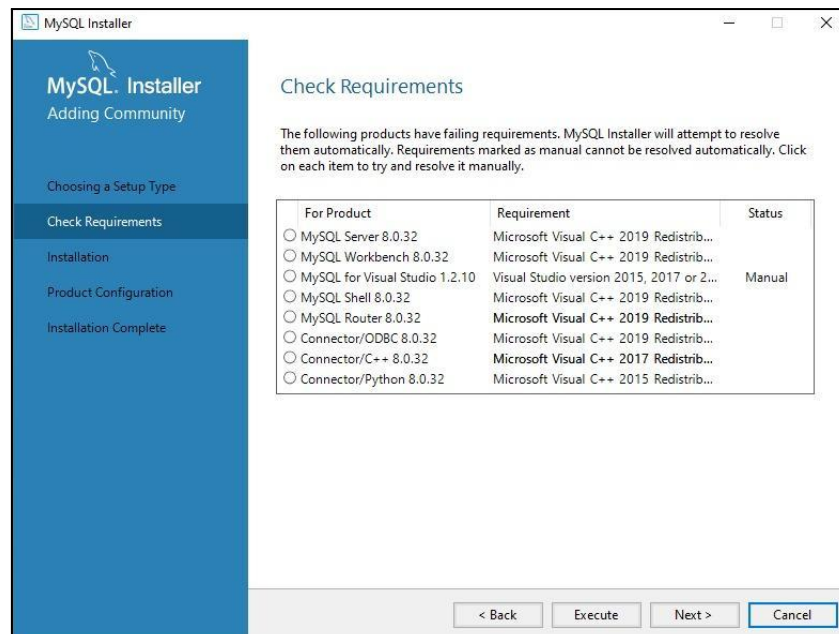 MySQL Installer
MySQL. Installer
Adding Community
Choosing a Setup Type
Check Requirements
Installation
Product Configuration
Installation Complete
Check Requirements
The following products have failing requirements. MySQL Installer will attempt to resolve
them automatically. Requirements marked as manual cannot be resolved automatically. Click
on each item to try and resolve it manually.
For Product Requirement Status
MySQL Server 8.0.32 Microsoft Visual C++ 2019 Redistrib...
MySQL Workbench 8.0.32 Microsoft Visual C++ 2019 Redistrib...
MySQL for Visual Studio 1.2.10 Visual Studio version 2015, 2017 or 2... Manual
MySQL Shell 8.0.32 Microsoft Visual C++ 2019 Redistrib...
MySQL Router 8.0.32 Microsoft Visual C++ 2019 Redistrib...
Connector/ODBC 8.0.32 Microsoft Visual C++ 2019 Redistrib...
Connector/C++ 8.0.32 Microsoft Visual C++ 2017 Redistrib...
Connector/Python 8.0.32 Microsoft Visual C++ 2015 Redistrib...
< Back Execute Next > Cancel